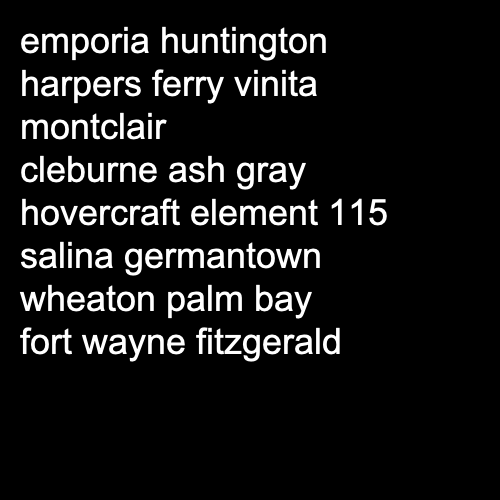 emporia huntington
harpers ferry vinita
montclair
cleburne ash gray
hovercraft element 115
salina germantown
wheaton palm bay
fort wayne fitzgerald